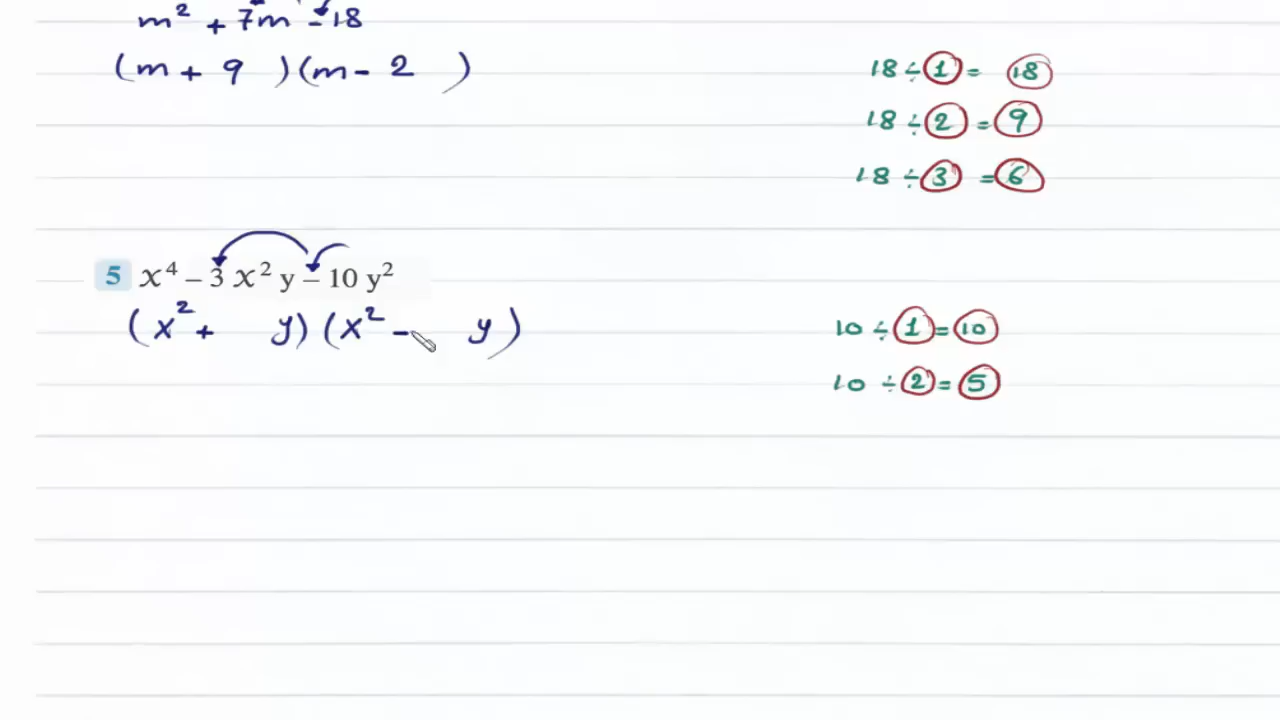 m² + 7m - 18
(m + 9 )(m - 2 )
18 ÷ 1 = 18
18 ÷ 2 = 9
18 ÷ 3 = 6
5 x⁴ – 3 x² y – 10 y²
(x² + y)(x² - y)
10 ÷ 1 = 10
10 ÷ 2 = 5